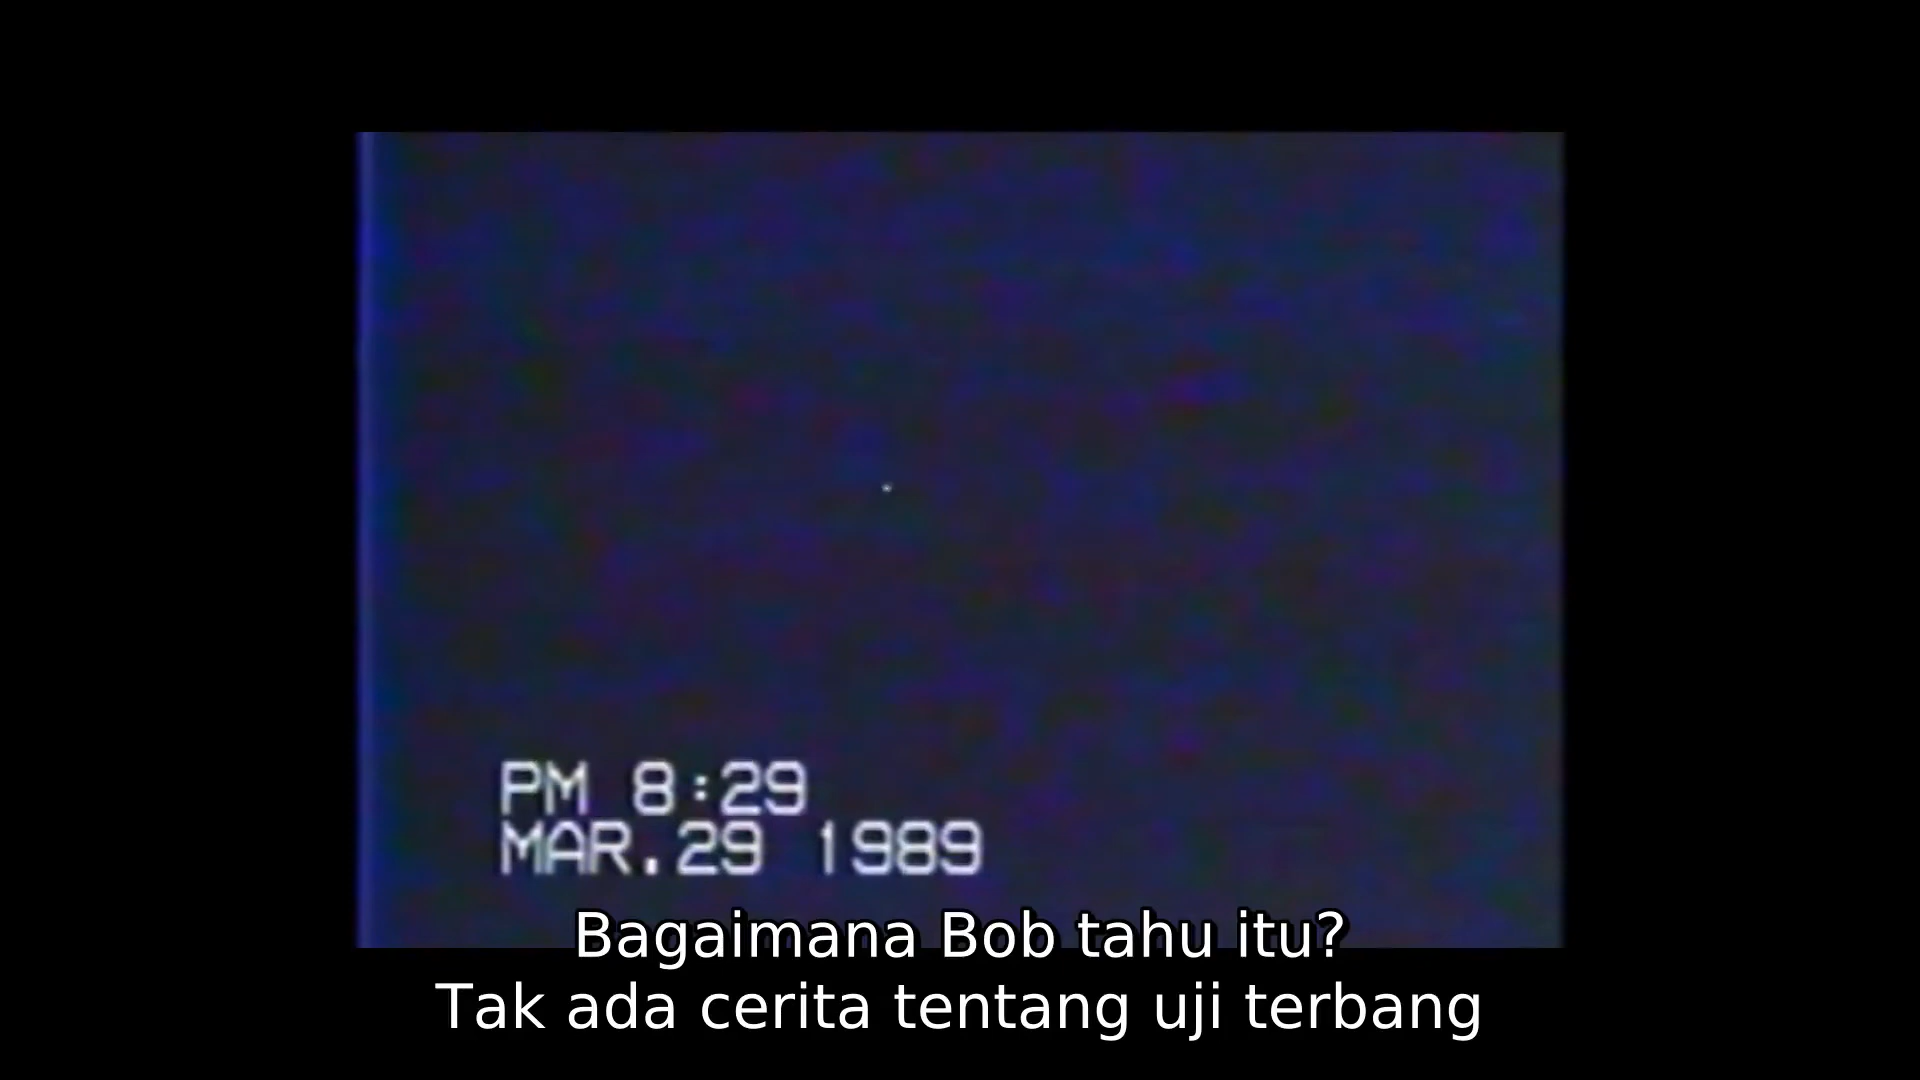 PM 8:29
MAR.29 1989
Bagaimana Bob tahu itu?
Tak ada cerita tentang uji terbang